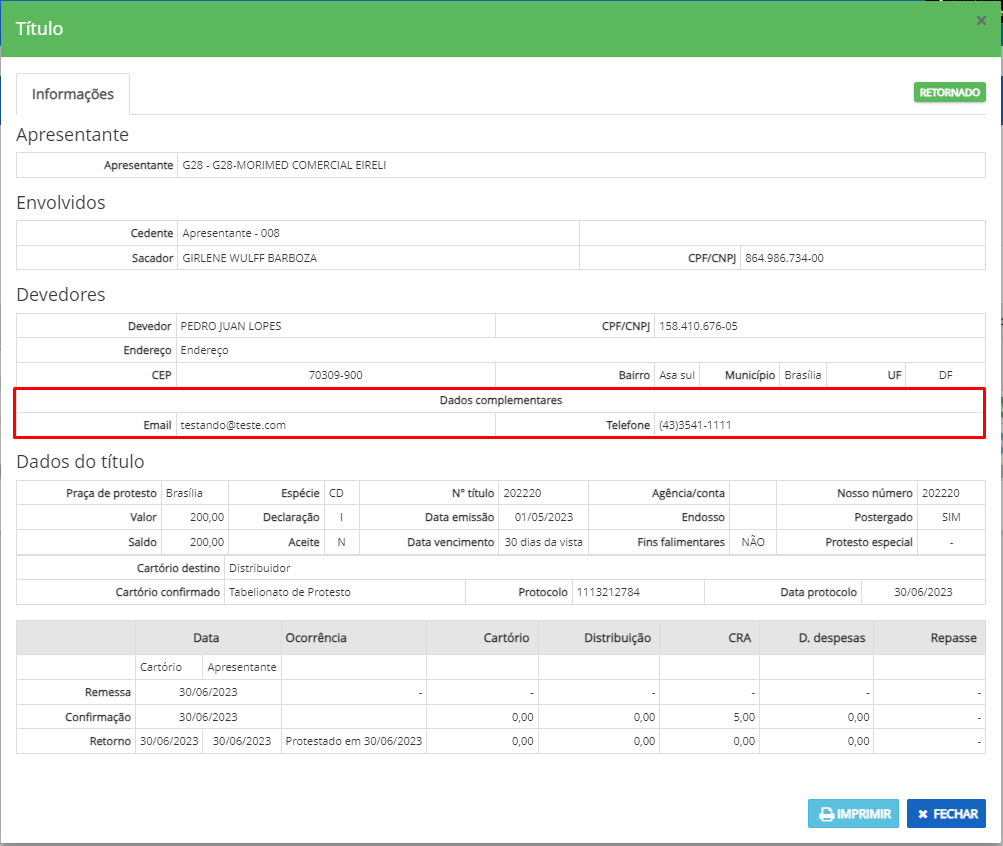 Título
×
Informações
RETORNADO
Apresentante
Apresentante G28 - G28-MORIMED COMERCIAL EIRELI
Envolvidos
Cedente Apresentante - 008
Sacador GIRLENE WULFF BARBOZA CPF/CNPJ 864.986.734-00
Devedores
Devedor PEDRO JUAN LOPES CPF/CNPJ 158.410.676-05
Endereço Endereço
CEP 70309-900 Bairro Asa sul Município Brasília UF DF
Dados complementares
Email testando@teste.com Telefone (43)3541-1111
Dados do título
Praça de protesto Brasília Espécie CD Nº título 202220 Agência/conta Nosso número 202220
Valor 200,00 Declaração I Data emissão 01/05/2023 Endosso Postergado SIM
Saldo 200,00 Aceite N Data vencimento 30 dias da vista Fins falimentares NÃO Protesto especial -
Cartório destino Distribuidor
Cartório confirmado Tabelionato de Protesto Protocolo 1113212784 Data protocolo 30/06/2023
Data Ocorrência Cartório Distribuição CRA D. despesas Repasse
Cartório Apresentante
Remessa 30/06/2023 - - - - - -
Confirmação 30/06/2023 0,00 0,00 5,00 0,00 -
Retorno 30/06/2023 30/06/2023 Protestado em 30/06/2023 0,00 0,00 0,00 0,00 -
IMPRIMIR
× FECHAR